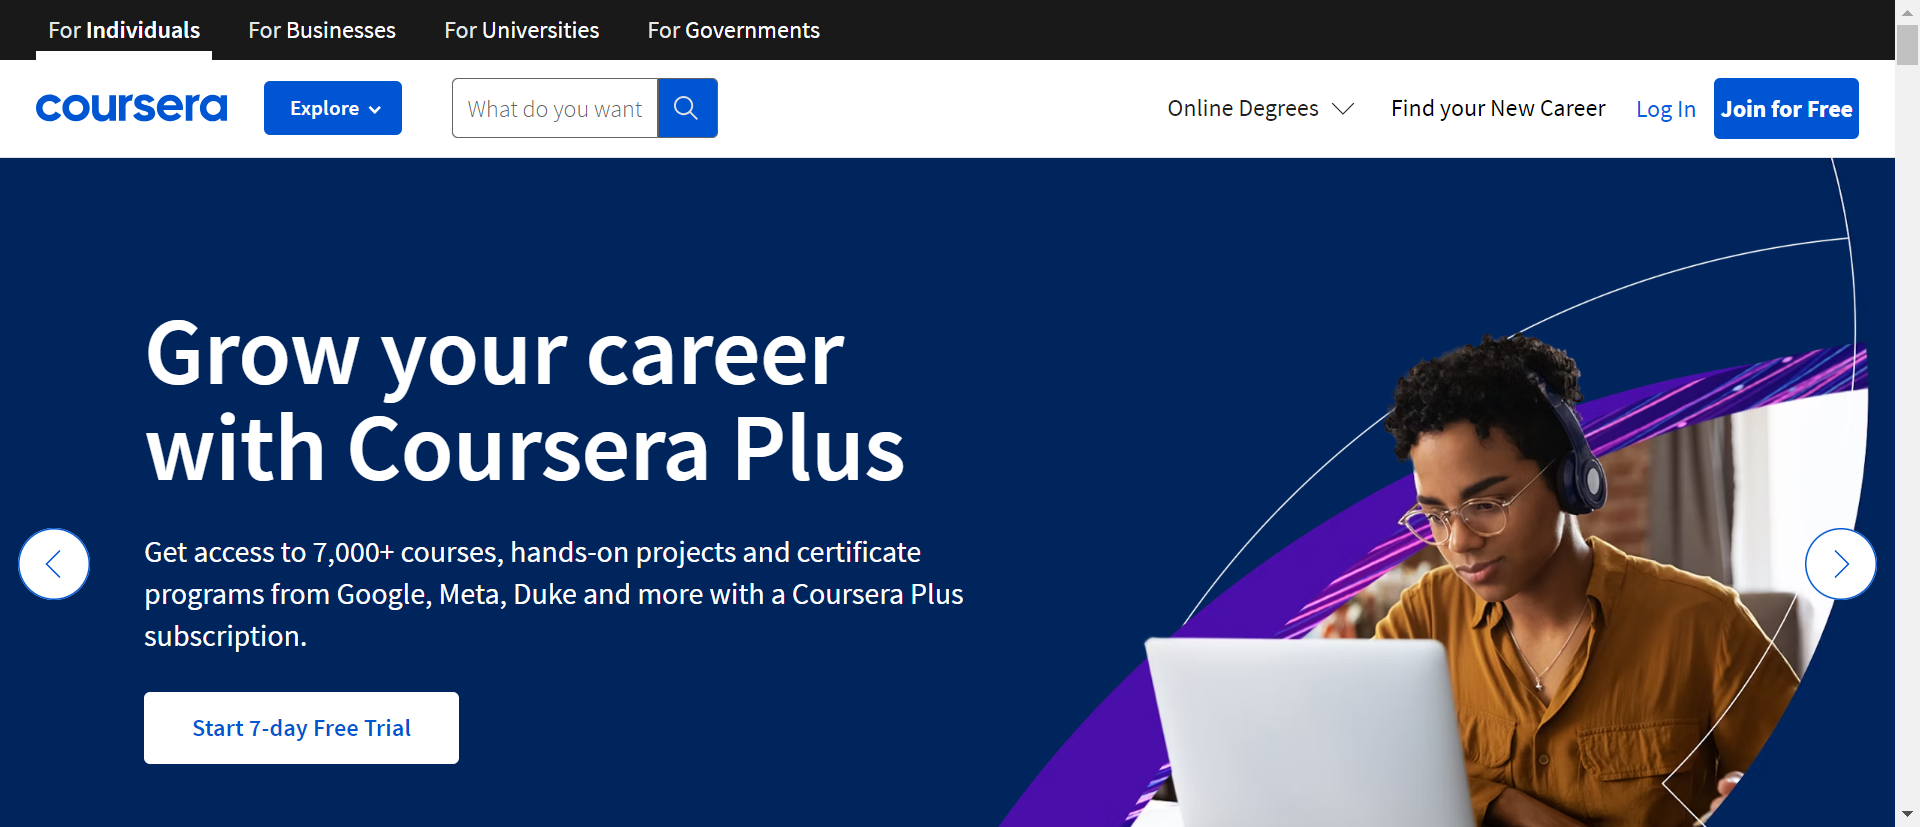 For Individuals For Businesses For Universities For Governments
coursera Explore What do you want Online Degrees Find your New Career Log In Join for Free
Grow your career
with Coursera Plus
Get access to 7,000+ courses, hands-on projects and certificate
programs from Google, Meta, Duke and more with a Coursera Plus
subscription.
Start 7-day Free Trial